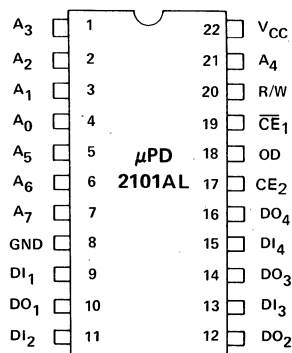 A3 1 22 VCC
A2 2 21 A4
A1 3 20 R/W
A0 4 19 C̅E̅1
A5 5 μPD 18 OD
A6 6 2101AL 17 CE2
A7 7 16 DO4
GND 8 15 DI4
DI1 9 14 DO3
DO1 10 13 DI3
DI2 11 12 DO2